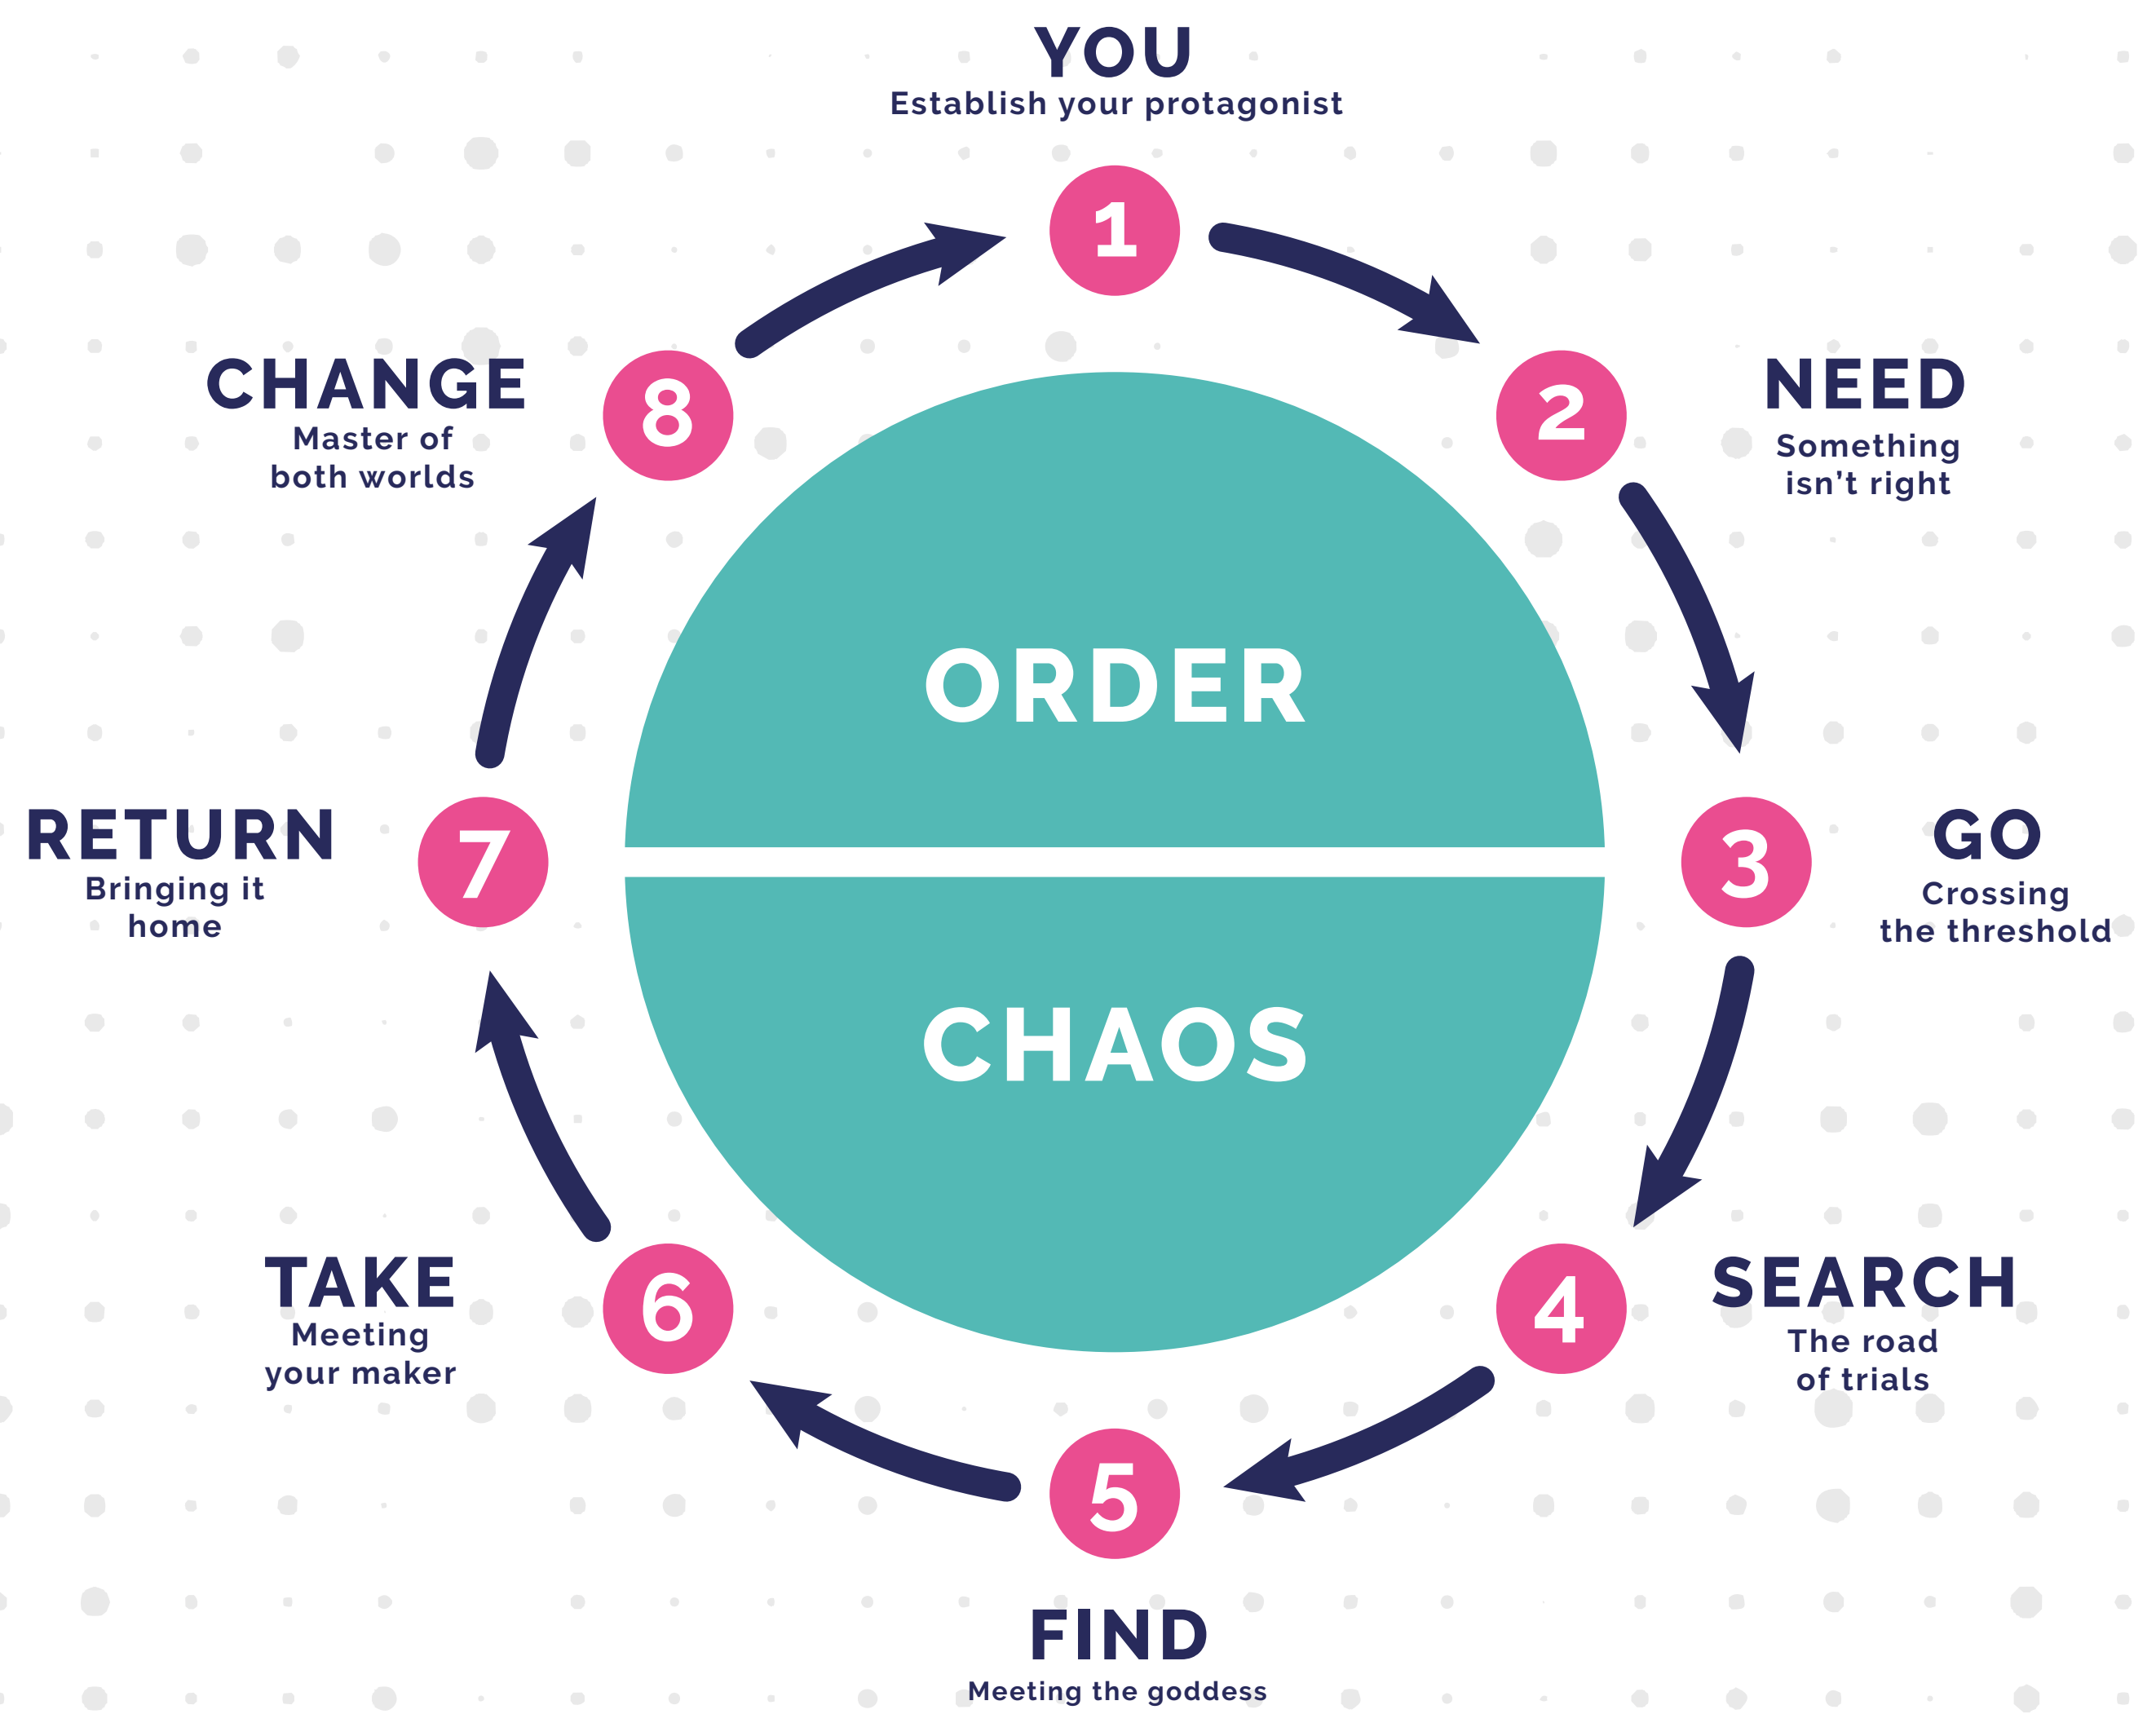 YOU
Establish your protagonist
1
2
NEED
Something
isn’t right
3
GO
Crossing
the threshold
4
SEARCH
The road
of trials
5
FIND
Meeting the goddess
6
TAKE
Meeting
your maker
7
RETURN
Bringing it
home
8
CHANGE
Master of
both worlds
ORDER
CHAOS